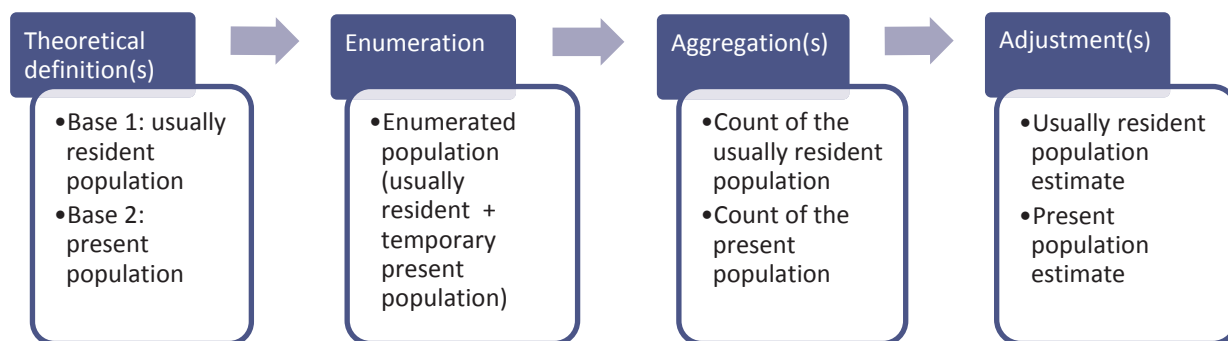 Theoretical
definition(s)
•Base 1: usually
resident
population
•Base 2:
present
population
Enumeration
•Enumerated
population
(usually
resident +
temporary
present
population)
Aggregation(s)
•Count of the
usually resident
population
•Count of the
present
population
Adjustment(s)
•Usually resident
population
estimate
•Present
population
estimate